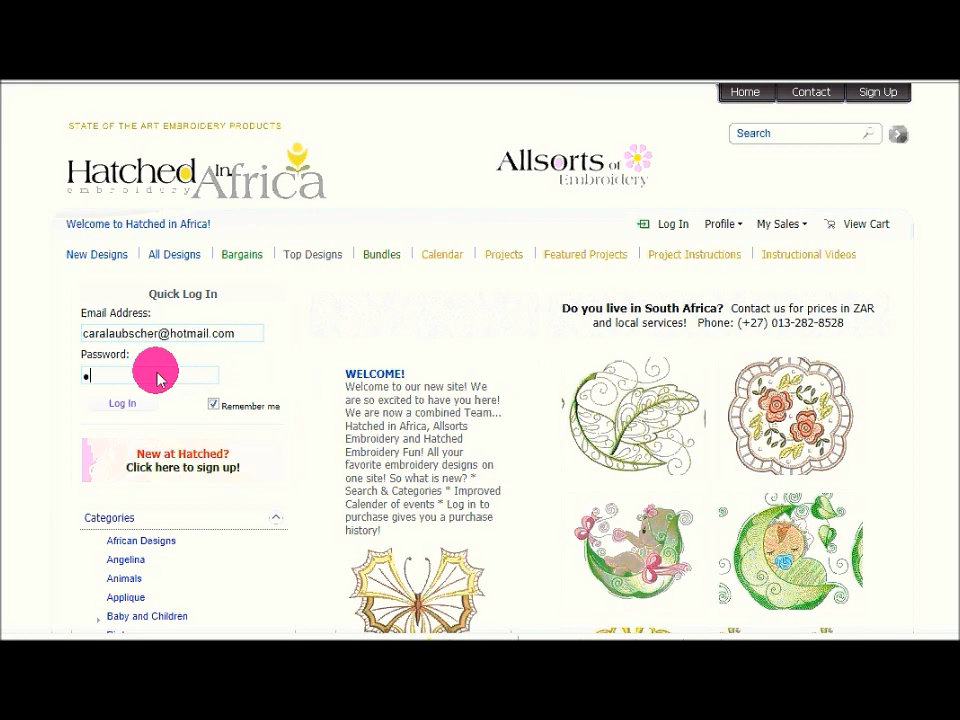 Home Contact Sign Up
STATE OF THE ART EMBROIDERY PRODUCTS
Search
Hatched In Africa
embroidery
Allsorts of
Embroidery
Welcome to Hatched in Africa!
Log In Profile My Sales View Cart
New Designs All Designs Bargains Top Designs Bundles Calendar Projects Featured Projects Project Instructions Instructional Videos
Quick Log In
Email Address:
caralaubscher@hotmail.com
Password:
Log In Remember me
New at Hatched?
Click here to sign up!
Categories
African Designs
Angelina
Animals
Applique
Baby and Children
Do you live in South Africa? Contact us for prices in ZAR
and local services! Phone: (+27) 013-282-8528
WELCOME!
Welcome to our new site! We
are so excited to have you here!
We are now a combined Team...
Hatched in Africa, Allsorts
Embroidery and Hatched
Embroidery Fun! All your
favorite embroidery designs on
one site! So what is new? *
Search & Categories * Improved
Calender of events * Log in to
purchase gives you a purchase
history!